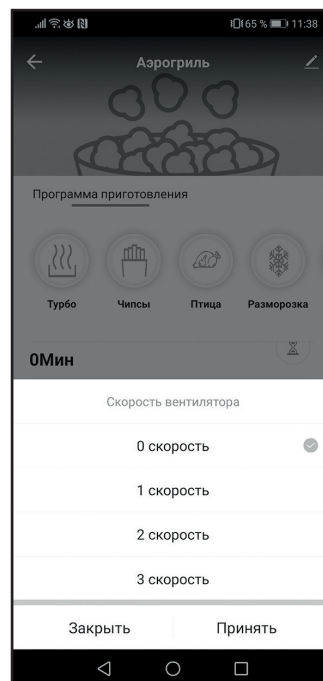 65 % 11:38
Аэрогриль
Программа приготовления
Турбо Чипсы Птица Разморозка
0Мин
Скорость вентилятора
0 скорость
1 скорость
2 скорость
3 скорость
Закрыть Принять